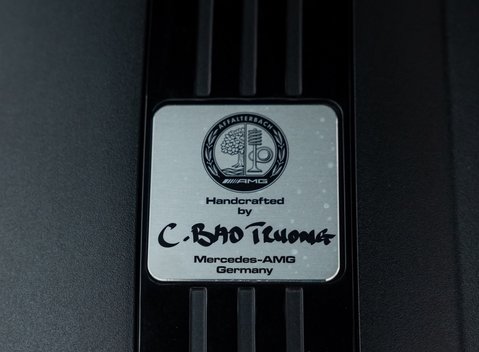 AFFALTERBACH
AMG
Handcrafted
by
C. BAO TRUONG
Mercedes-AMG
Germany